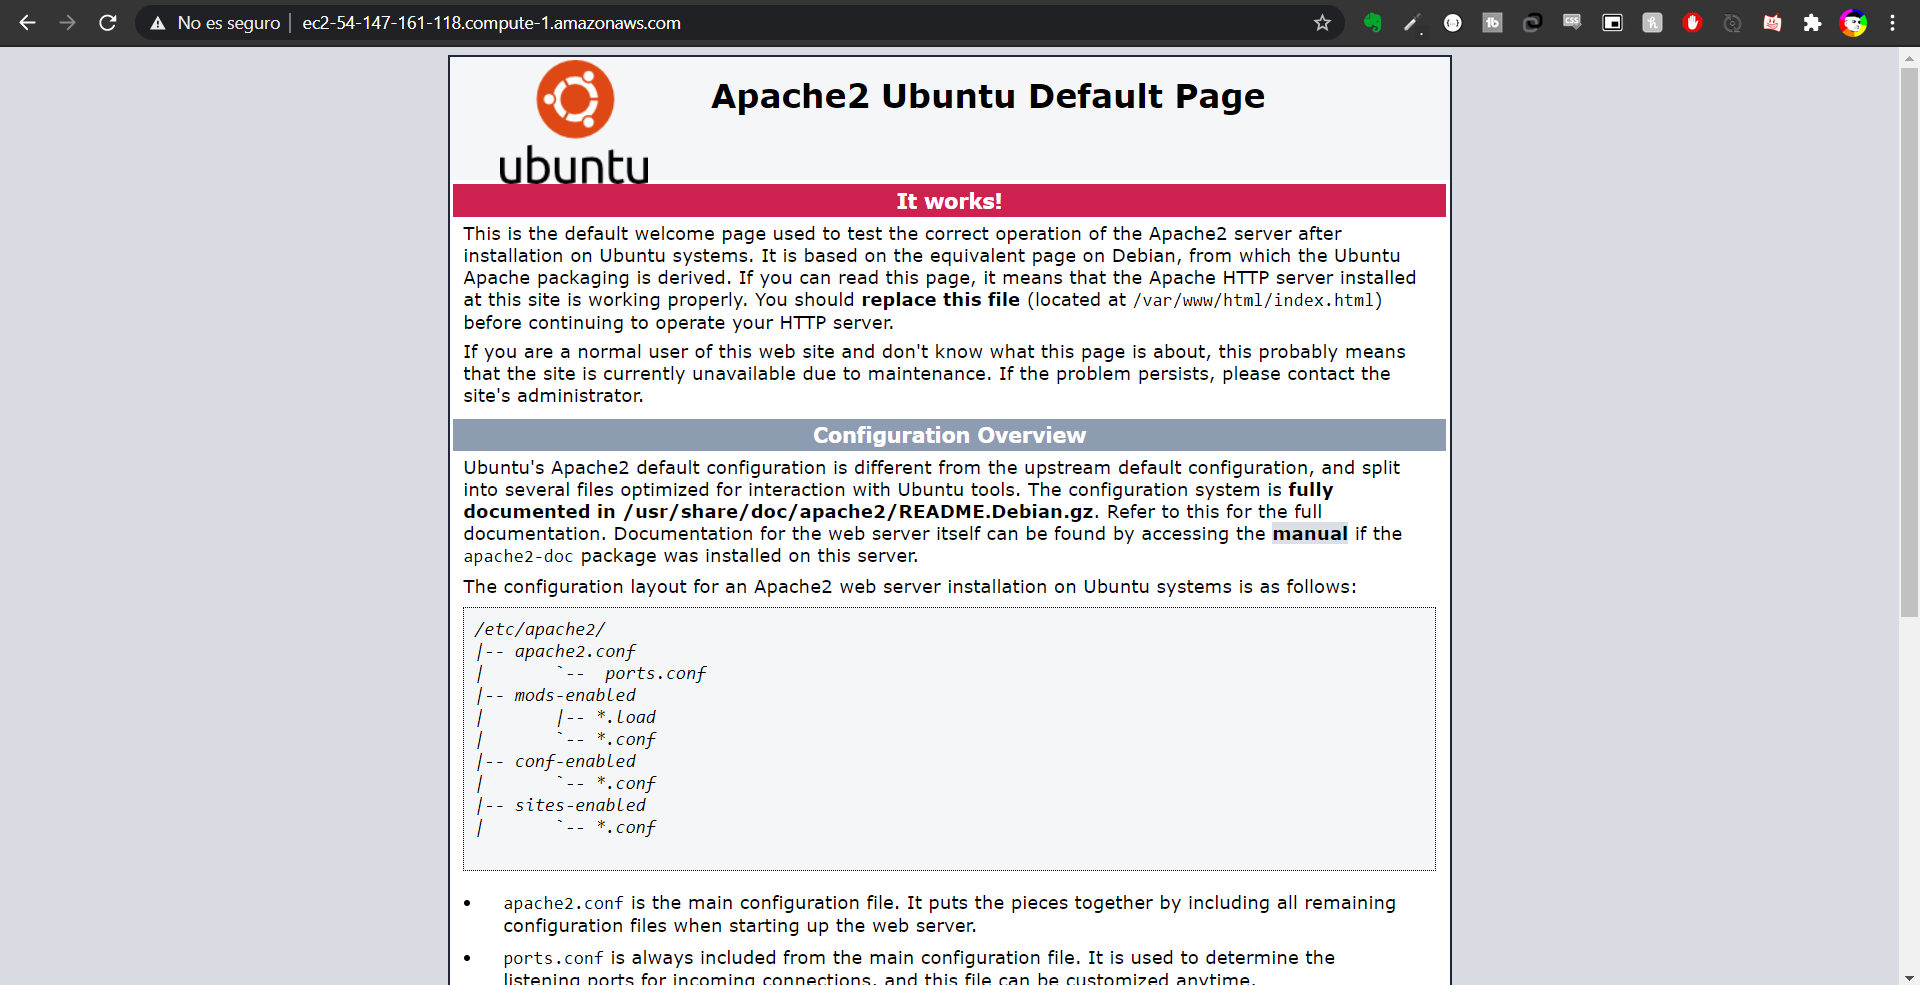 No es seguro | ec2-54-147-161-118.compute-1.amazonaws.com
ubuntu
Apache2 Ubuntu Default Page
It works!
This is the default welcome page used to test the correct operation of the Apache2 server after
installation on Ubuntu systems. It is based on the equivalent page on Debian, from which the Ubuntu
Apache packaging is derived. If you can read this page, it means that the Apache HTTP server installed
at this site is working properly. You should replace this file (located at /var/www/html/index.html)
before continuing to operate your HTTP server.
If you are a normal user of this web site and don't know what this page is about, this probably means
that the site is currently unavailable due to maintenance. If the problem persists, please contact the
site's administrator.
Configuration Overview
Ubuntu's Apache2 default configuration is different from the upstream default configuration, and split
into several files optimized for interaction with Ubuntu tools. The configuration system is fully
documented in /usr/share/doc/apache2/README.Debian.gz. Refer to this for the full
documentation. Documentation for the web server itself can be found by accessing the manual if the
apache2-doc package was installed on this server.
The configuration layout for an Apache2 web server installation on Ubuntu systems is as follows:
/etc/apache2/
|-- apache2.conf
|       `--  ports.conf
|-- mods-enabled
|       |-- *.load
|       `-- *.conf
|-- conf-enabled
|       `-- *.conf
|-- sites-enabled
|       `-- *.conf
• apache2.conf is the main configuration file. It puts the pieces together by including all remaining
configuration files when starting up the web server.
• ports.conf is always included from the main configuration file. It is used to determine the
listening ports for incoming connections, and this file can be customized anytime.